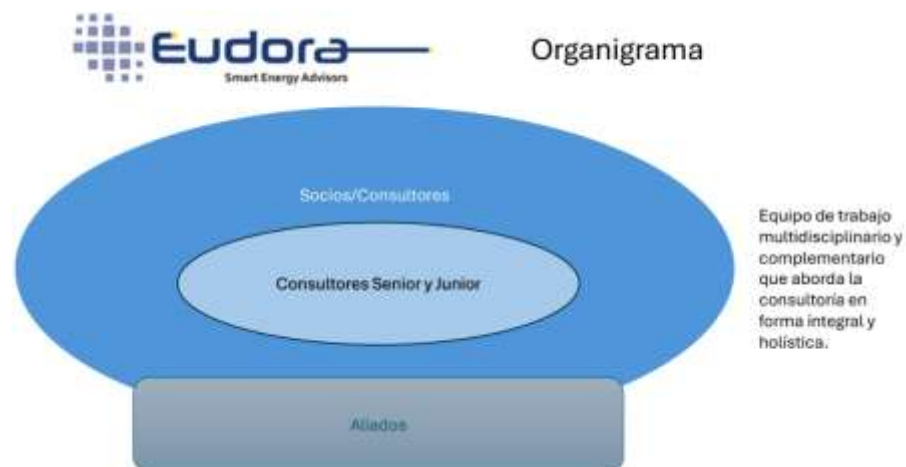 Eudora
Smart Energy Advisors
Organigrama
Socios/Consultores
Consultores Senior y Junior
Aliados
Equipo de trabajo
multidisciplinario y
complementario
que aborda la
consultoría en
forma integral y
holística.